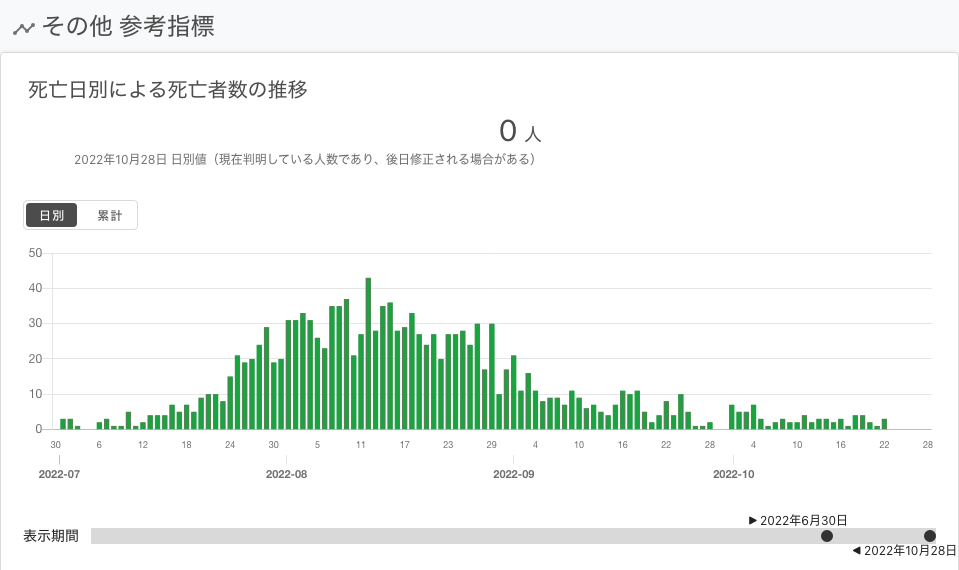 その他 参考指標
死亡日別による死亡者数の推移
0 人
2022年10月28日 日別値（現在判明している人数であり、後日修正される場合がある）
日別 累計
50
40
30
20
10
0
30 6 12 18 24 30 5 11 17 23 29 4 10 16 22 28 4 10 16 22 28
2022-07 2022-08 2022-09 2022-10
▶ 2022年6月30日
表示期間
◀ 2022年10月28日